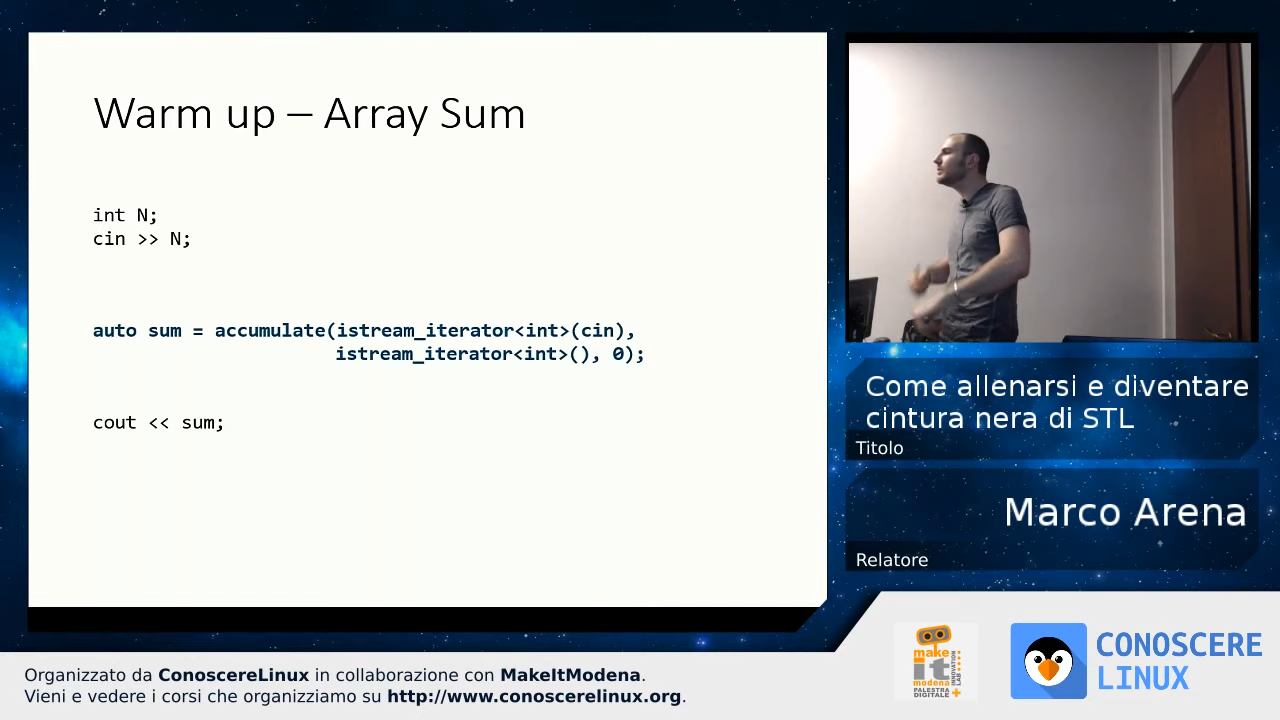 Warm up – Array Sum
int N;
cin >> N;
auto sum = accumulate(istream_iterator<int>(cin),
istream_iterator<int>(), 0);
cout << sum;
Come allenarsi e diventare
cintura nera di STL
Titolo
Marco Arena
Relatore
make
it
modena
PALESTRA
DIGITALE
INNOVATION
LAB
CONOSCERE
LINUX
Organizzato da ConoscereLinux in collaborazione con MakeItModena.
Vieni e vedere i corsi che organizziamo su http://www.conoscerelinux.org.